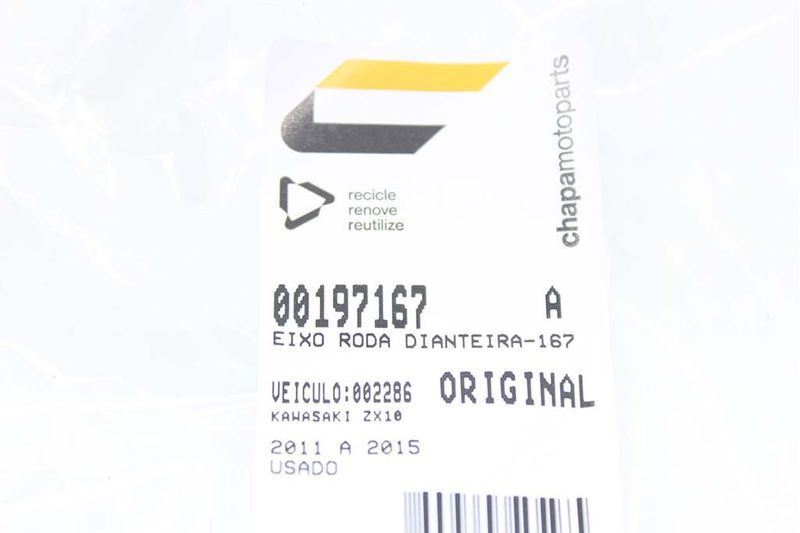 chapamotoparts
recicle
renove
reutilize
00197167 A
EIXO RODA DIANTEIRA-167
VEICULO:002286 ORIGINAL
KAWASAKI ZX10
2011 A 2015
USADO